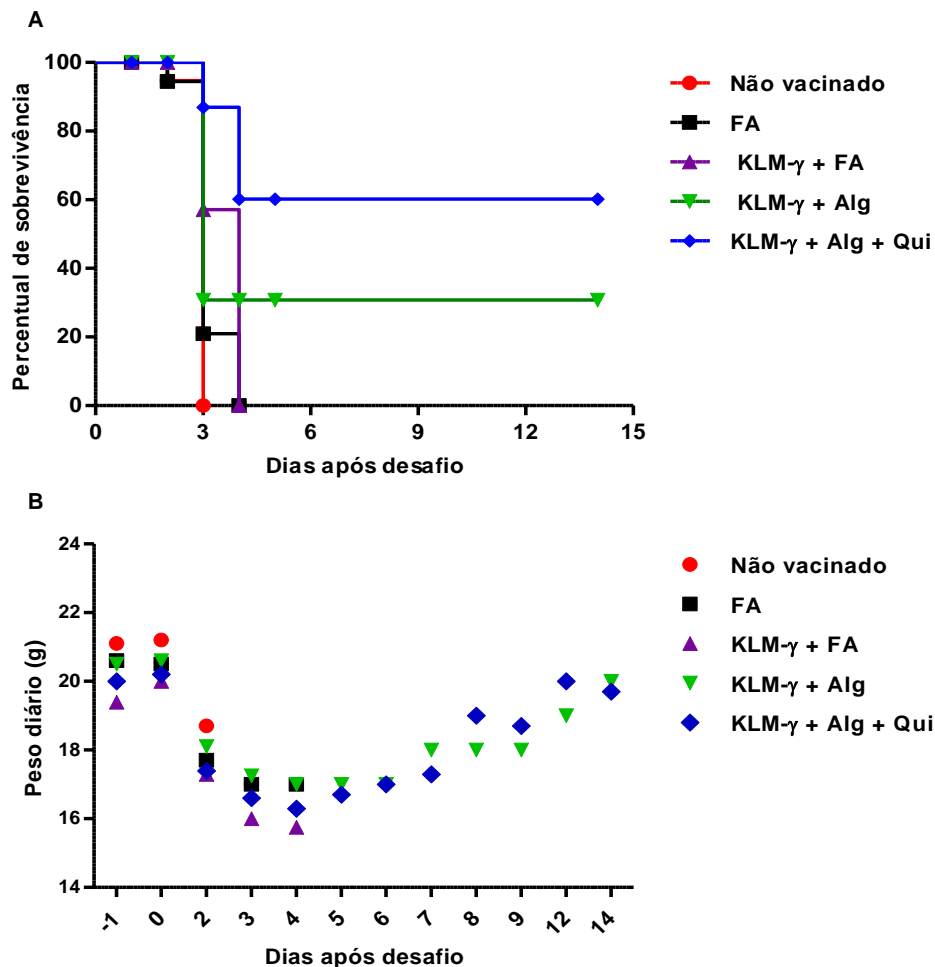 A
Percentual de sobrevivência
100
80
60
40
20
0
0 3 6 9 12 15
Dias após desafio
Não vacinado
FA
KLM-γ + FA
KLM-γ + Alg
KLM-γ + Alg + Qui
B
Peso diário (g)
24
22
20
18
16
14
-1 0 2 3 4 5 6 7 8 9 12 14
Dias após desafio
Não vacinado
FA
KLM-γ + FA
KLM-γ + Alg
KLM-γ + Alg + Qui